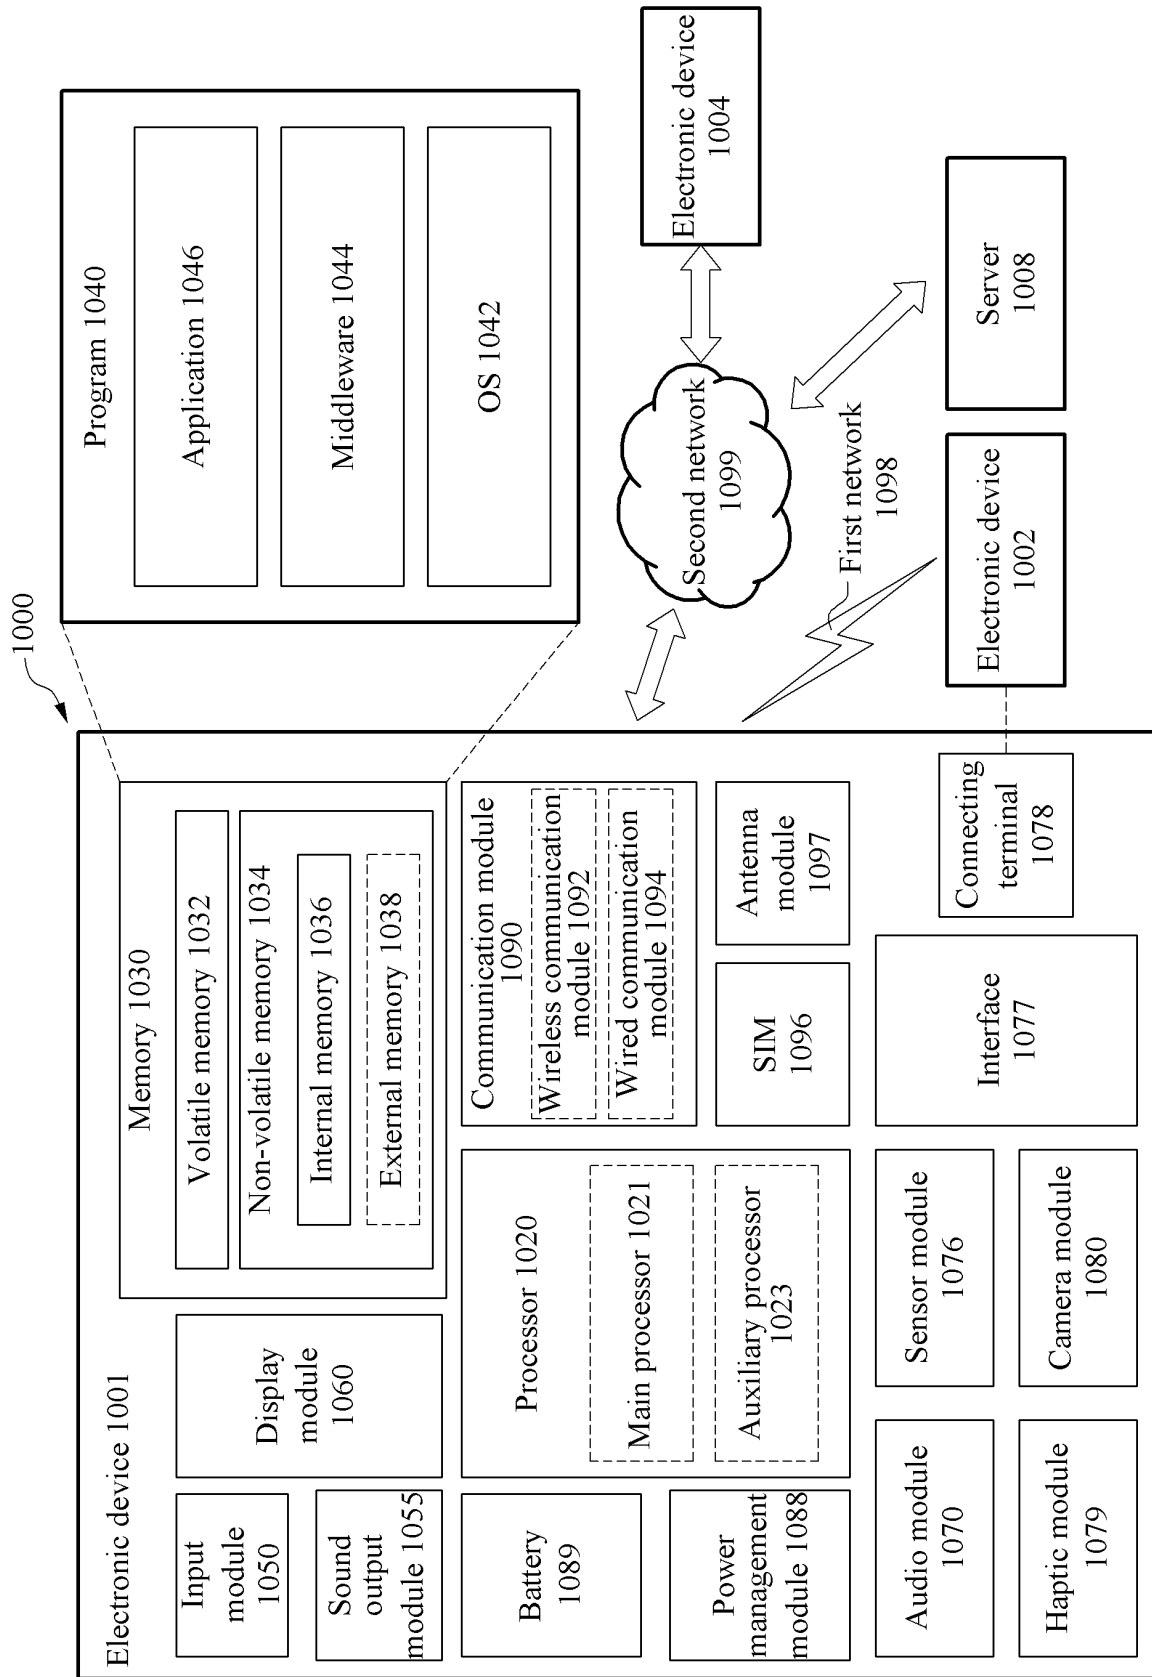 1000
Electronic device 1001
Input
module
1050
Sound
output
module 1055
Display
module
1060
Memory 1030
Volatile memory 1032
Non-volatile memory 1034
Internal memory 1036
External memory 1038
Program 1040
Application 1046
Middleware 1044
OS 1042
Battery
1089
Power
management
module 1088
Processor 1020
Main processor 1021
Auxiliary processor
1023
Communication module
1090
Wireless communication
module 1092
Wired communication
module 1094
SIM
1096
Antenna
module
1097
Second network
1099
Electronic device
1004
First network
1098
Audio module
1070
Sensor module
1076
Interface
1077
Connecting
terminal
1078
Haptic module
1079
Camera module
1080
Electronic device
1002
Server
1008